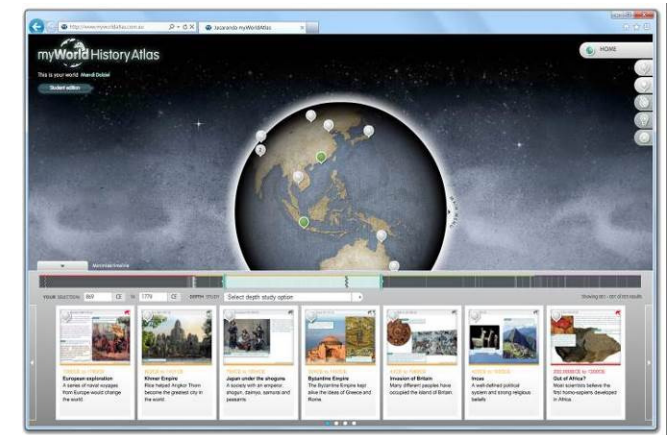 http://www.myworldatlas.com.au
Jacaranda myWorldAtlas
myWorld History Atlas
HOME
This is your world
Student edition
YOUR SELECTION: 869 CE to 1770 CE DEPTH STUDY Select depth study option
European exploration
A series of naval voyages
from Europe would change
the world
Khmer Empire
Rice helped Angkor Thom
become the greatest city in
the world.
Japan under the shoguns
A society with an emperor,
shogun, daimyo, samurai and
peasants
Byzantine Empire
The Byzantine Empire kept
alive the ideas of Greece and
Rome.
Invasion of Britain
Many different peoples have
occupied the island of Britain
Incas
A well defined political
system and strong religious
beliefs
Out of Africa?
Most scientists believe the
first homo-sapiens developed
in Africa